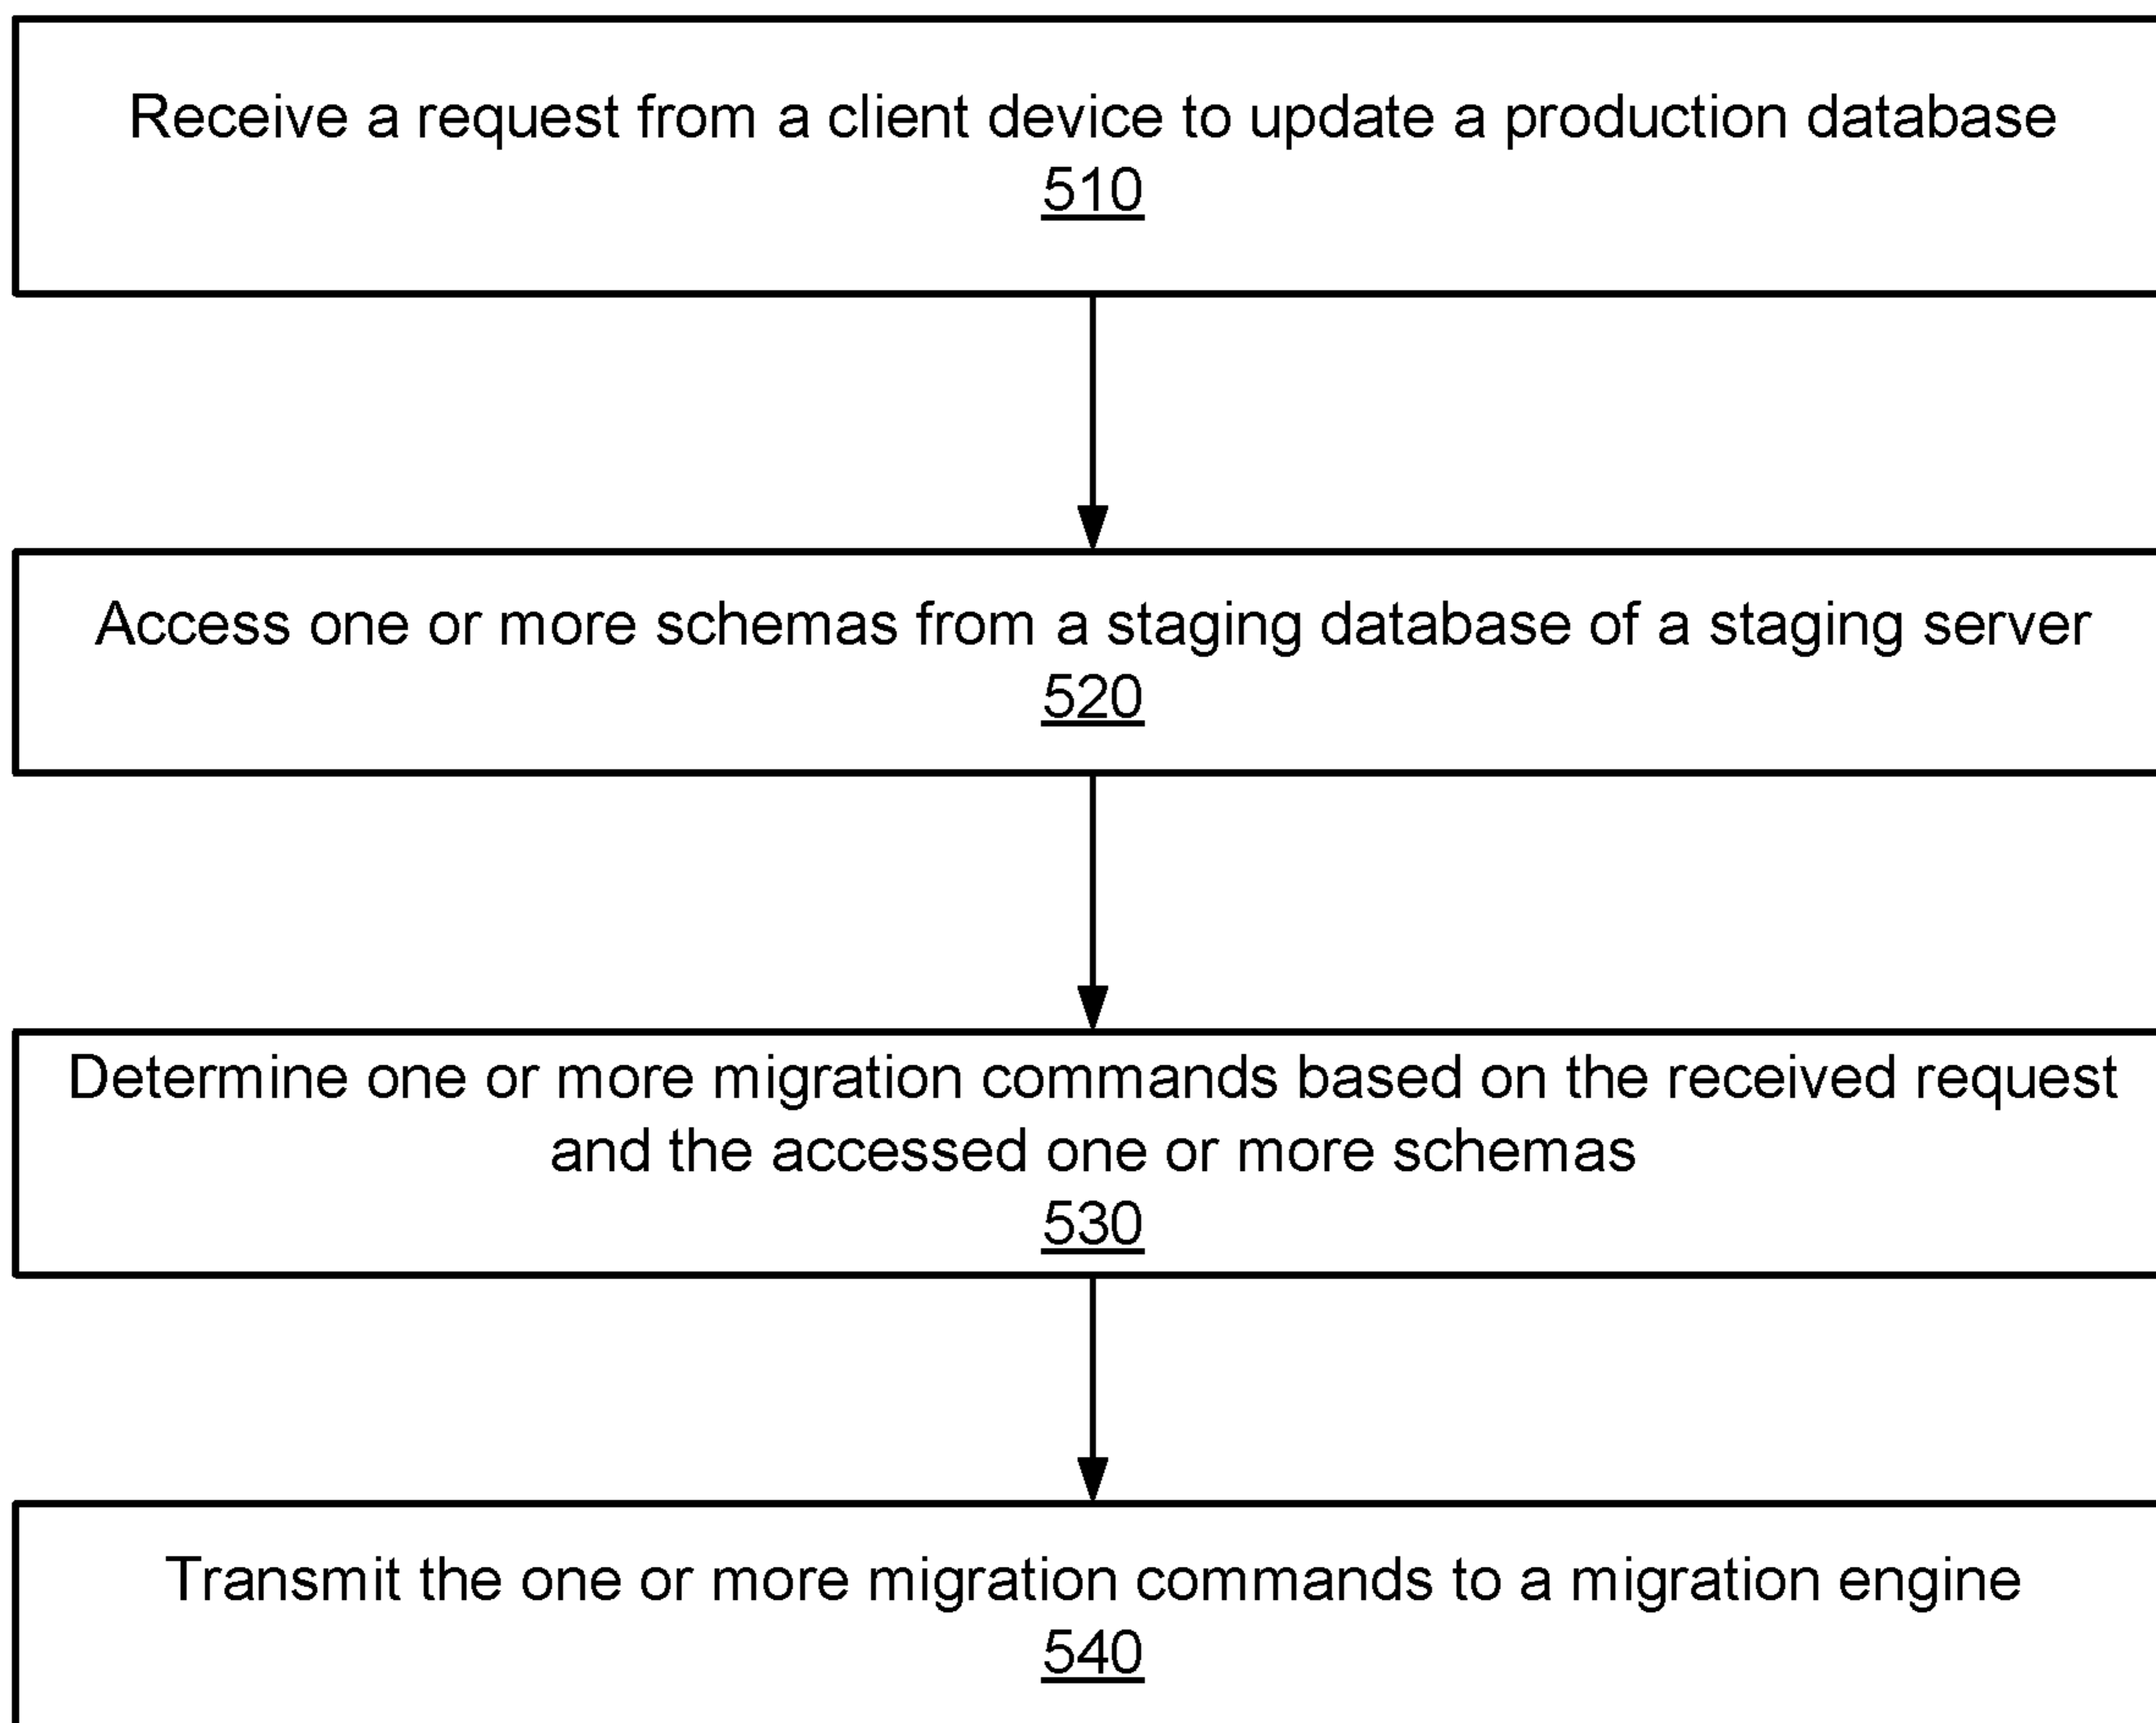 Receive a request from a client device to update a production database
510
Access one or more schemas from a staging database of a staging server
520
Determine one or more migration commands based on the received request
and the accessed one or more schemas
530
Transmit the one or more migration commands to a migration engine
540